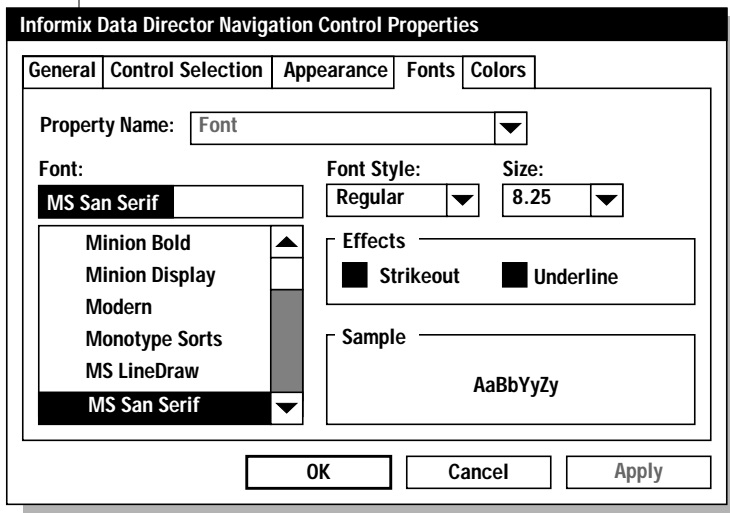 Informix Data Director Navigation Control Properties
General Control Selection Appearance Fonts Colors
Property Name: Font
Font: Font Style: Size:
MS San Serif Regular 8.25
Minion Bold
Minion Display
Modern
Monotype Sorts
MS LineDraw
MS San Serif
Effects
Strikeout Underline
Sample
AaBbYyZy
OK Cancel Apply